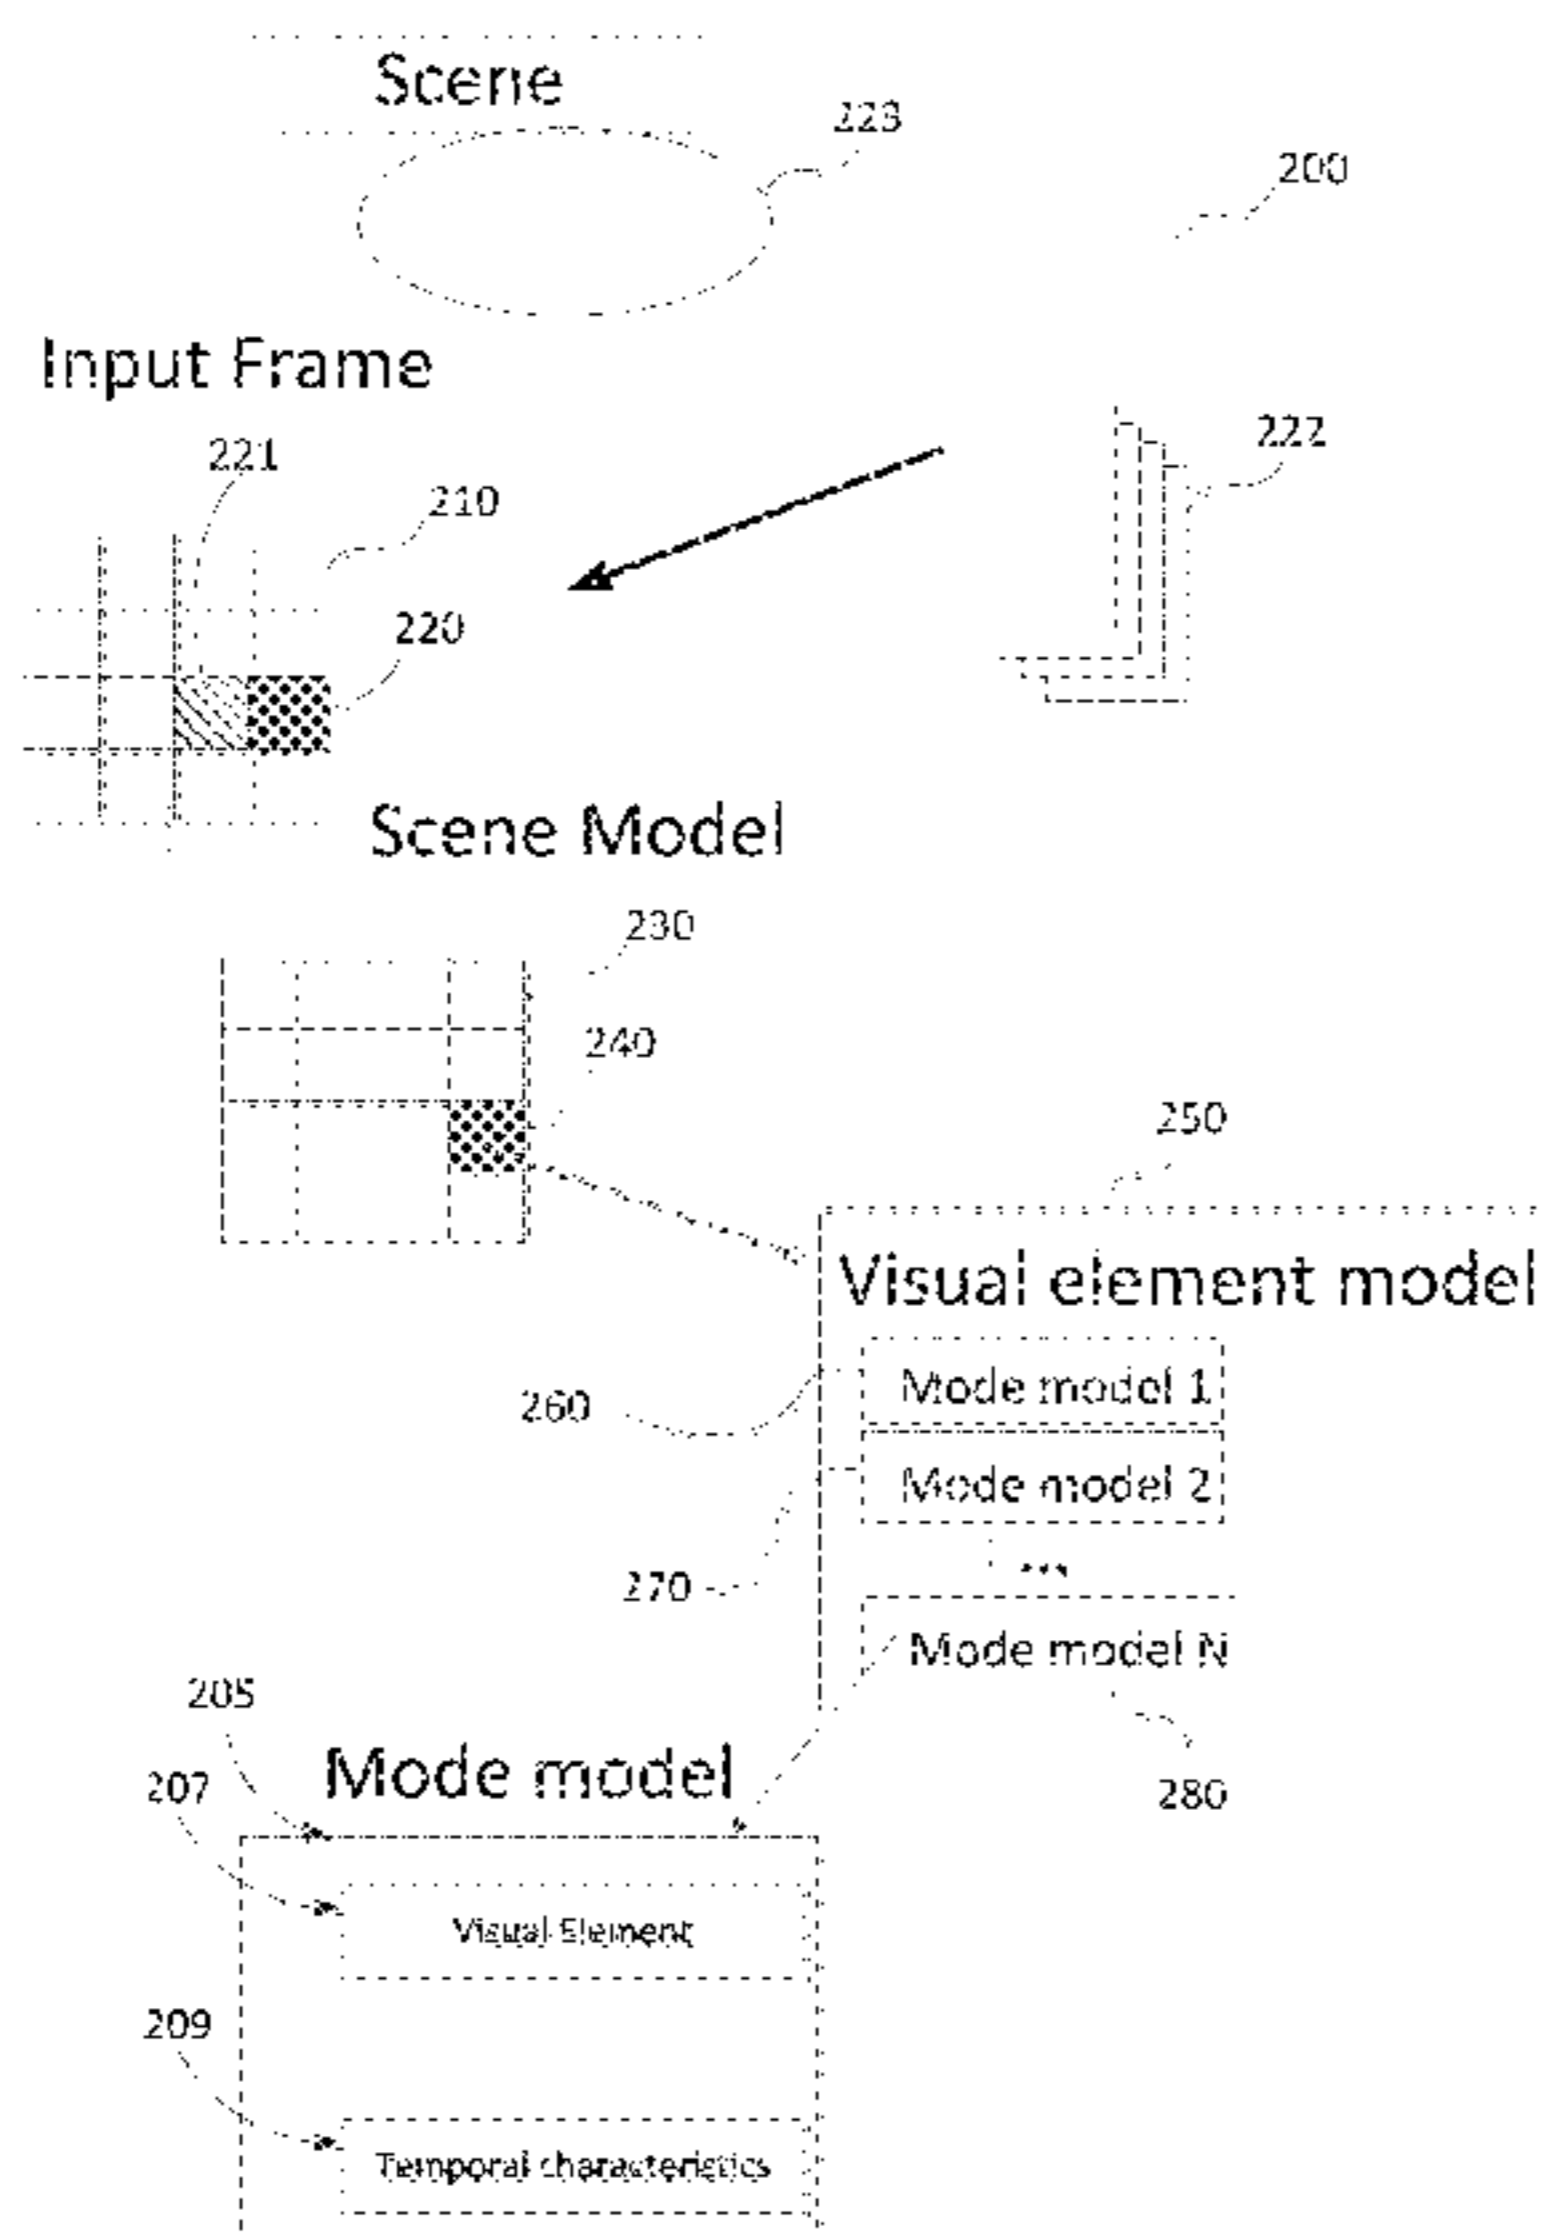 Scene
223
200
Input Frame
222
221
210
220
Scene Model
230
240
250
Visual element model
Mode model 1
260
Mode model 2
270
...
Mode model N
205
Mode model
207
280
Visual Element
209
Temporal characteristics